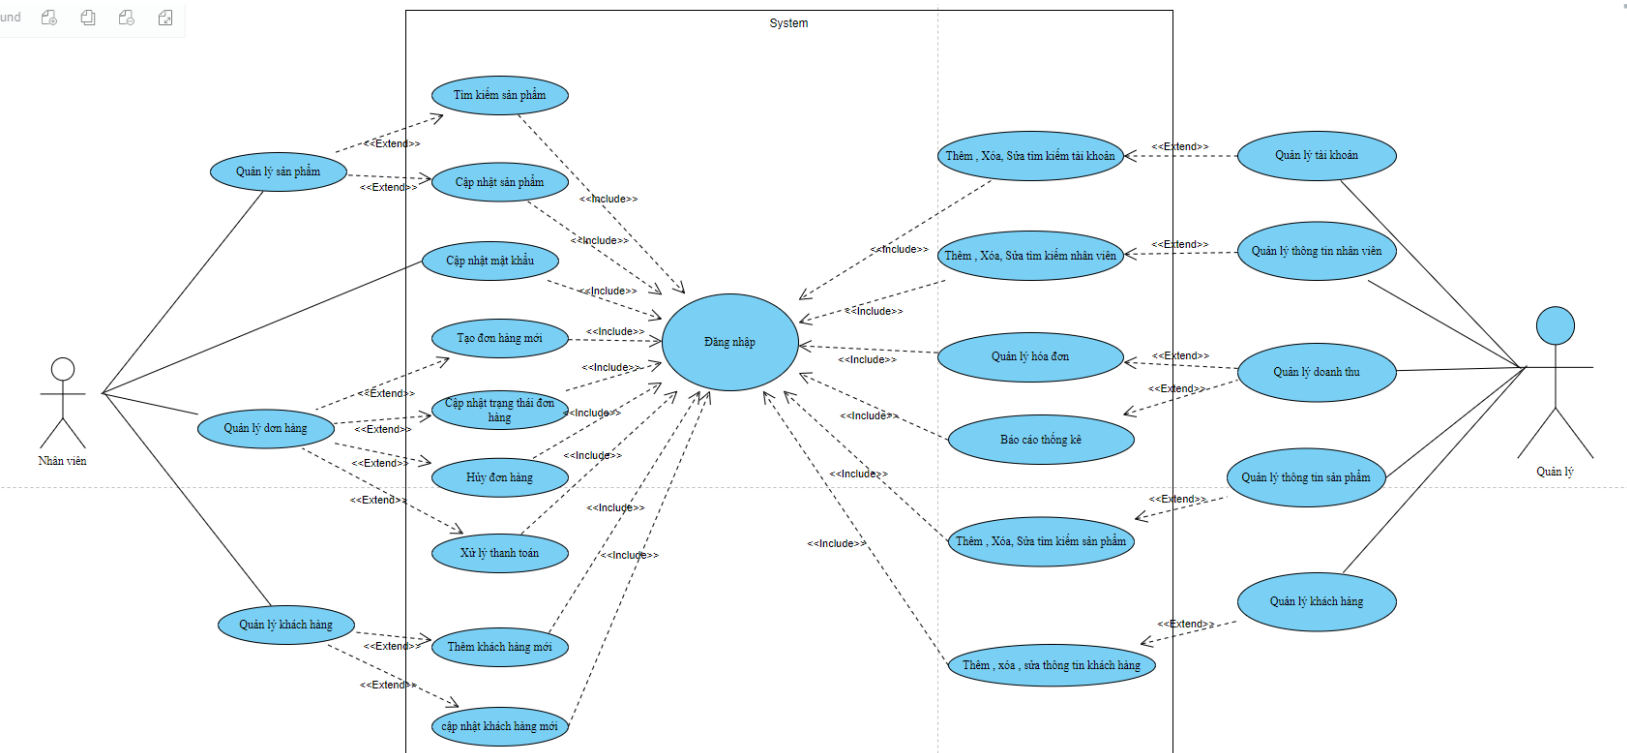 und
System
Tìm kiếm sản phẩm
<<Extend>>
Quản lý sản phẩm
<<Extend>>
Cập nhật sản phẩm
<<Include>>
<<Include>>
Cập nhật mật khẩu
<<Include>>
Tạo đơn hàng mới
<<Include>>
Đăng nhập
<<Extend>>
<<Include>>
Cập nhật trạng thái đơn
hàng
<<Include>>
Quản lý đơn hàng
<<Extend>>
Nhân viên
<<Extend>>
<<Include>>
Hủy đơn hàng
<<Extend>>
<<Include>>
Xử lý thanh toán
<<Include>>
Quản lý khách hàng
<<Extend>>
Thêm khách hàng mới
<<Extend>>
cập nhật khách hàng mới
Thêm , Xóa, Sửa tìm kiếm tài khoản
<<Extend>>
Quản lý tài khoản
<<Include>>
Thêm , Xóa, Sửa tìm kiếm nhân viên
<<Extend>>
Quản lý thông tin nhân viên
<<Include>>
<<Include>>
Quản lý hóa đơn
<<Extend>>
Quản lý doanh thu
<<Extend>>
<<Include>>
Báo cáo thống kê
<<Include>>
Quản lý thông tin sản phẩm
Quản lý
<<Extend>>
Thêm , Xóa, Sửa tìm kiếm sản phẩm
<<Include>>
Quản lý khách hàng
<<Extend>>
Thêm , xóa , sửa thông tin khách hàng